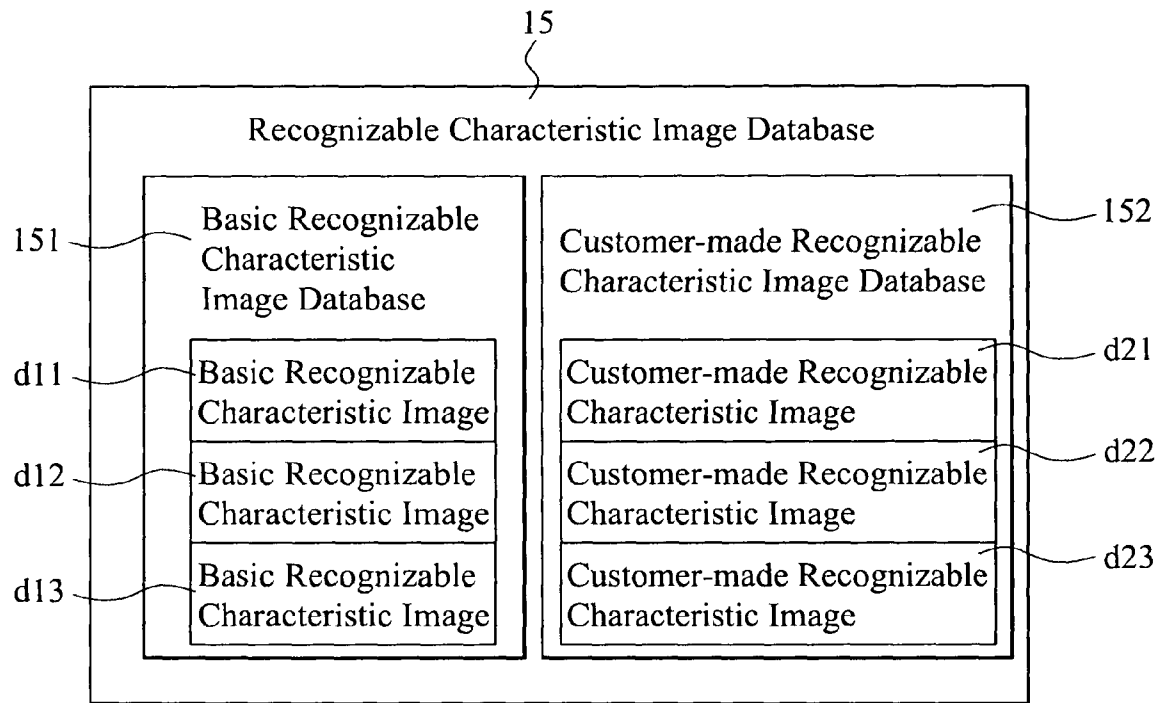 15
Recognizable Characteristic Image Database
151
Basic Recognizable
Characteristic
Image Database
d11
Basic Recognizable
Characteristic Image
d12
Basic Recognizable
Characteristic Image
d13
Basic Recognizable
Characteristic Image
152
Customer-made Recognizable
Characteristic Image Database
d21
Customer-made Recognizable
Characteristic Image
d22
Customer-made Recognizable
Characteristic Image
d23
Customer-made Recognizable
Characteristic Image